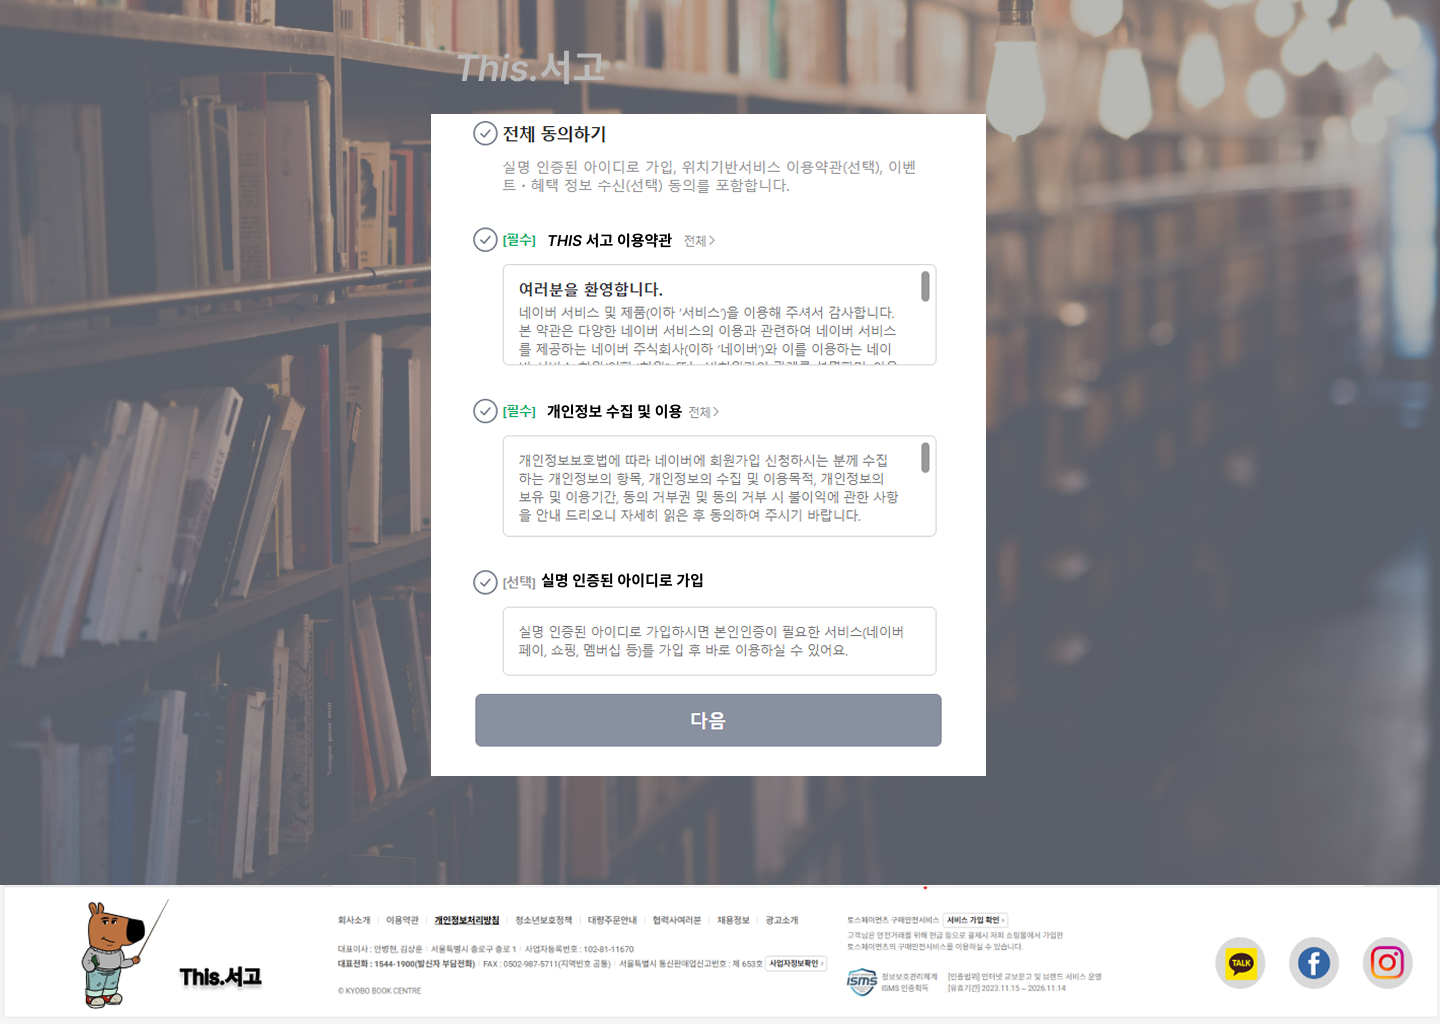 This.서고
전체 동의하기
실명 인증된 아이디로 가입, 위치기반서비스 이용약관(선택), 이벤
트・혜택 정보 수신(선택) 동의를 포함합니다.
[필수] THIS 서고 이용약관 전체 >
여러분을 환영합니다.
네이버 서비스 및 제품(이하 ‘서비스’)을 이용해 주셔서 감사합니다.
본 약관은 다양한 네이버 서비스의 이용과 관련하여 네이버 서비스
를 제공하는 네이버 주식회사(이하 ‘네이버’)와 이를 이용하는 네이
[필수] 개인정보 수집 및 이용 전체 >
개인정보보호법에 따라 네이버에 회원가입 신청하시는 분께 수집
하는 개인정보의 항목, 개인정보의 수집 및 이용목적, 개인정보의
보유 및 이용기간, 동의 거부권 및 동의 거부 시 불이익에 관한 사항
을 안내 드리오니 자세히 읽은 후 동의하여 주시기 바랍니다.
[선택] 실명 인증된 아이디로 가입
실명 인증된 아이디로 가입하시면 본인인증이 필요한 서비스(네이버
페이, 쇼핑, 멤버십 등)를 가입 후 바로 이용하실 수 있어요.
다음
This.서고
회사소개 | 이용약관 | 개인정보처리방침 | 청소년보호정책 | 대량주문안내 | 협력사여러분 | 채용정보 | 광고소개
대표이사 : 안병현, 김상훈 | 서울특별시 종로구 종로 1 | 사업자등록번호 : 102-81-11670
대표전화 : 1544-1900(발신자 부담전화) | FAX : 0502-987-5711(지역번호 공통) | 서울특별시 통신판매업신고번호 : 제 653호 사업자정보확인 >
© KYOBO BOOK CENTRE
토스페이먼츠 구매안전서비스 서비스 가입 확인 >
고객님은 안전거래를 위해 현금 등으로 결제시 저희 쇼핑몰에서 가입한
토스페이먼츠의 구매안전서비스를 이용하실 수 있습니다.
ISMS
정보보호관리체계
ISMS 인증획득
[인증범위] 인터넷 교보문고 및 브랜드 서비스 운영
[유효기간] 2023.11.15 ~ 2026.11.14
TALK